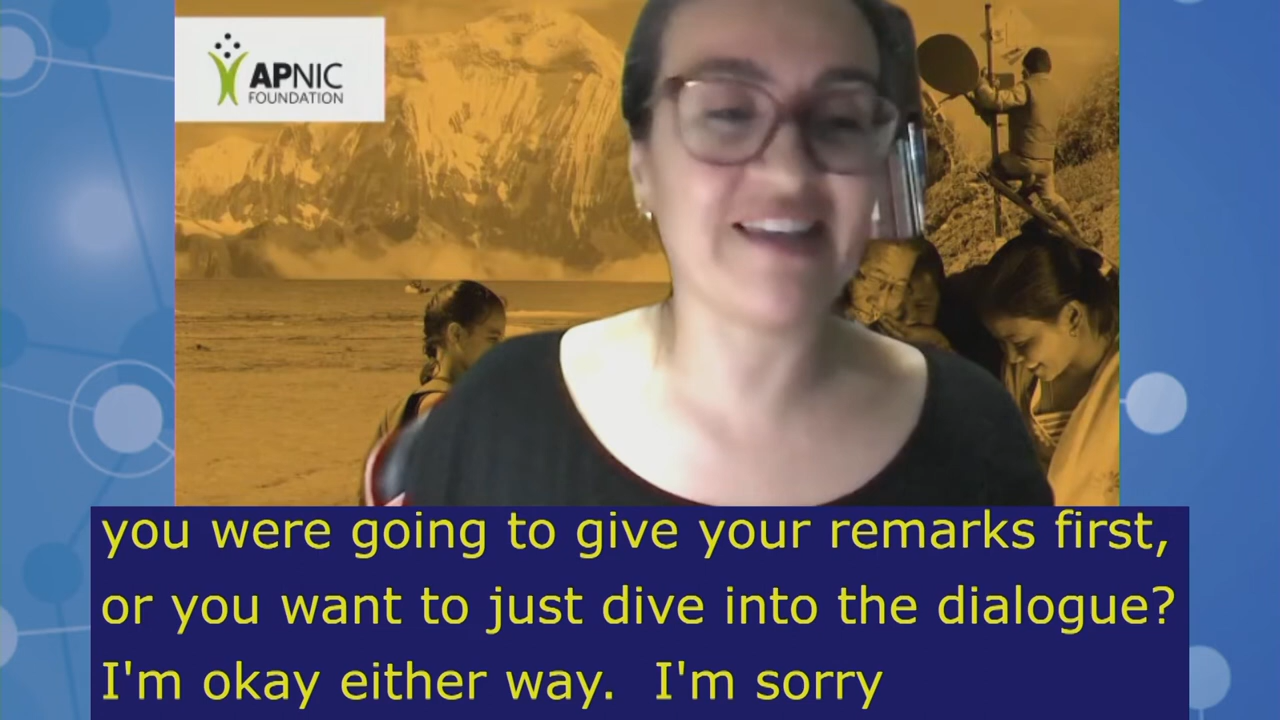 APNIC
FOUNDATION
you were going to give your remarks first,
or you want to just dive into the dialogue?
I'm okay either way.  I'm sorry